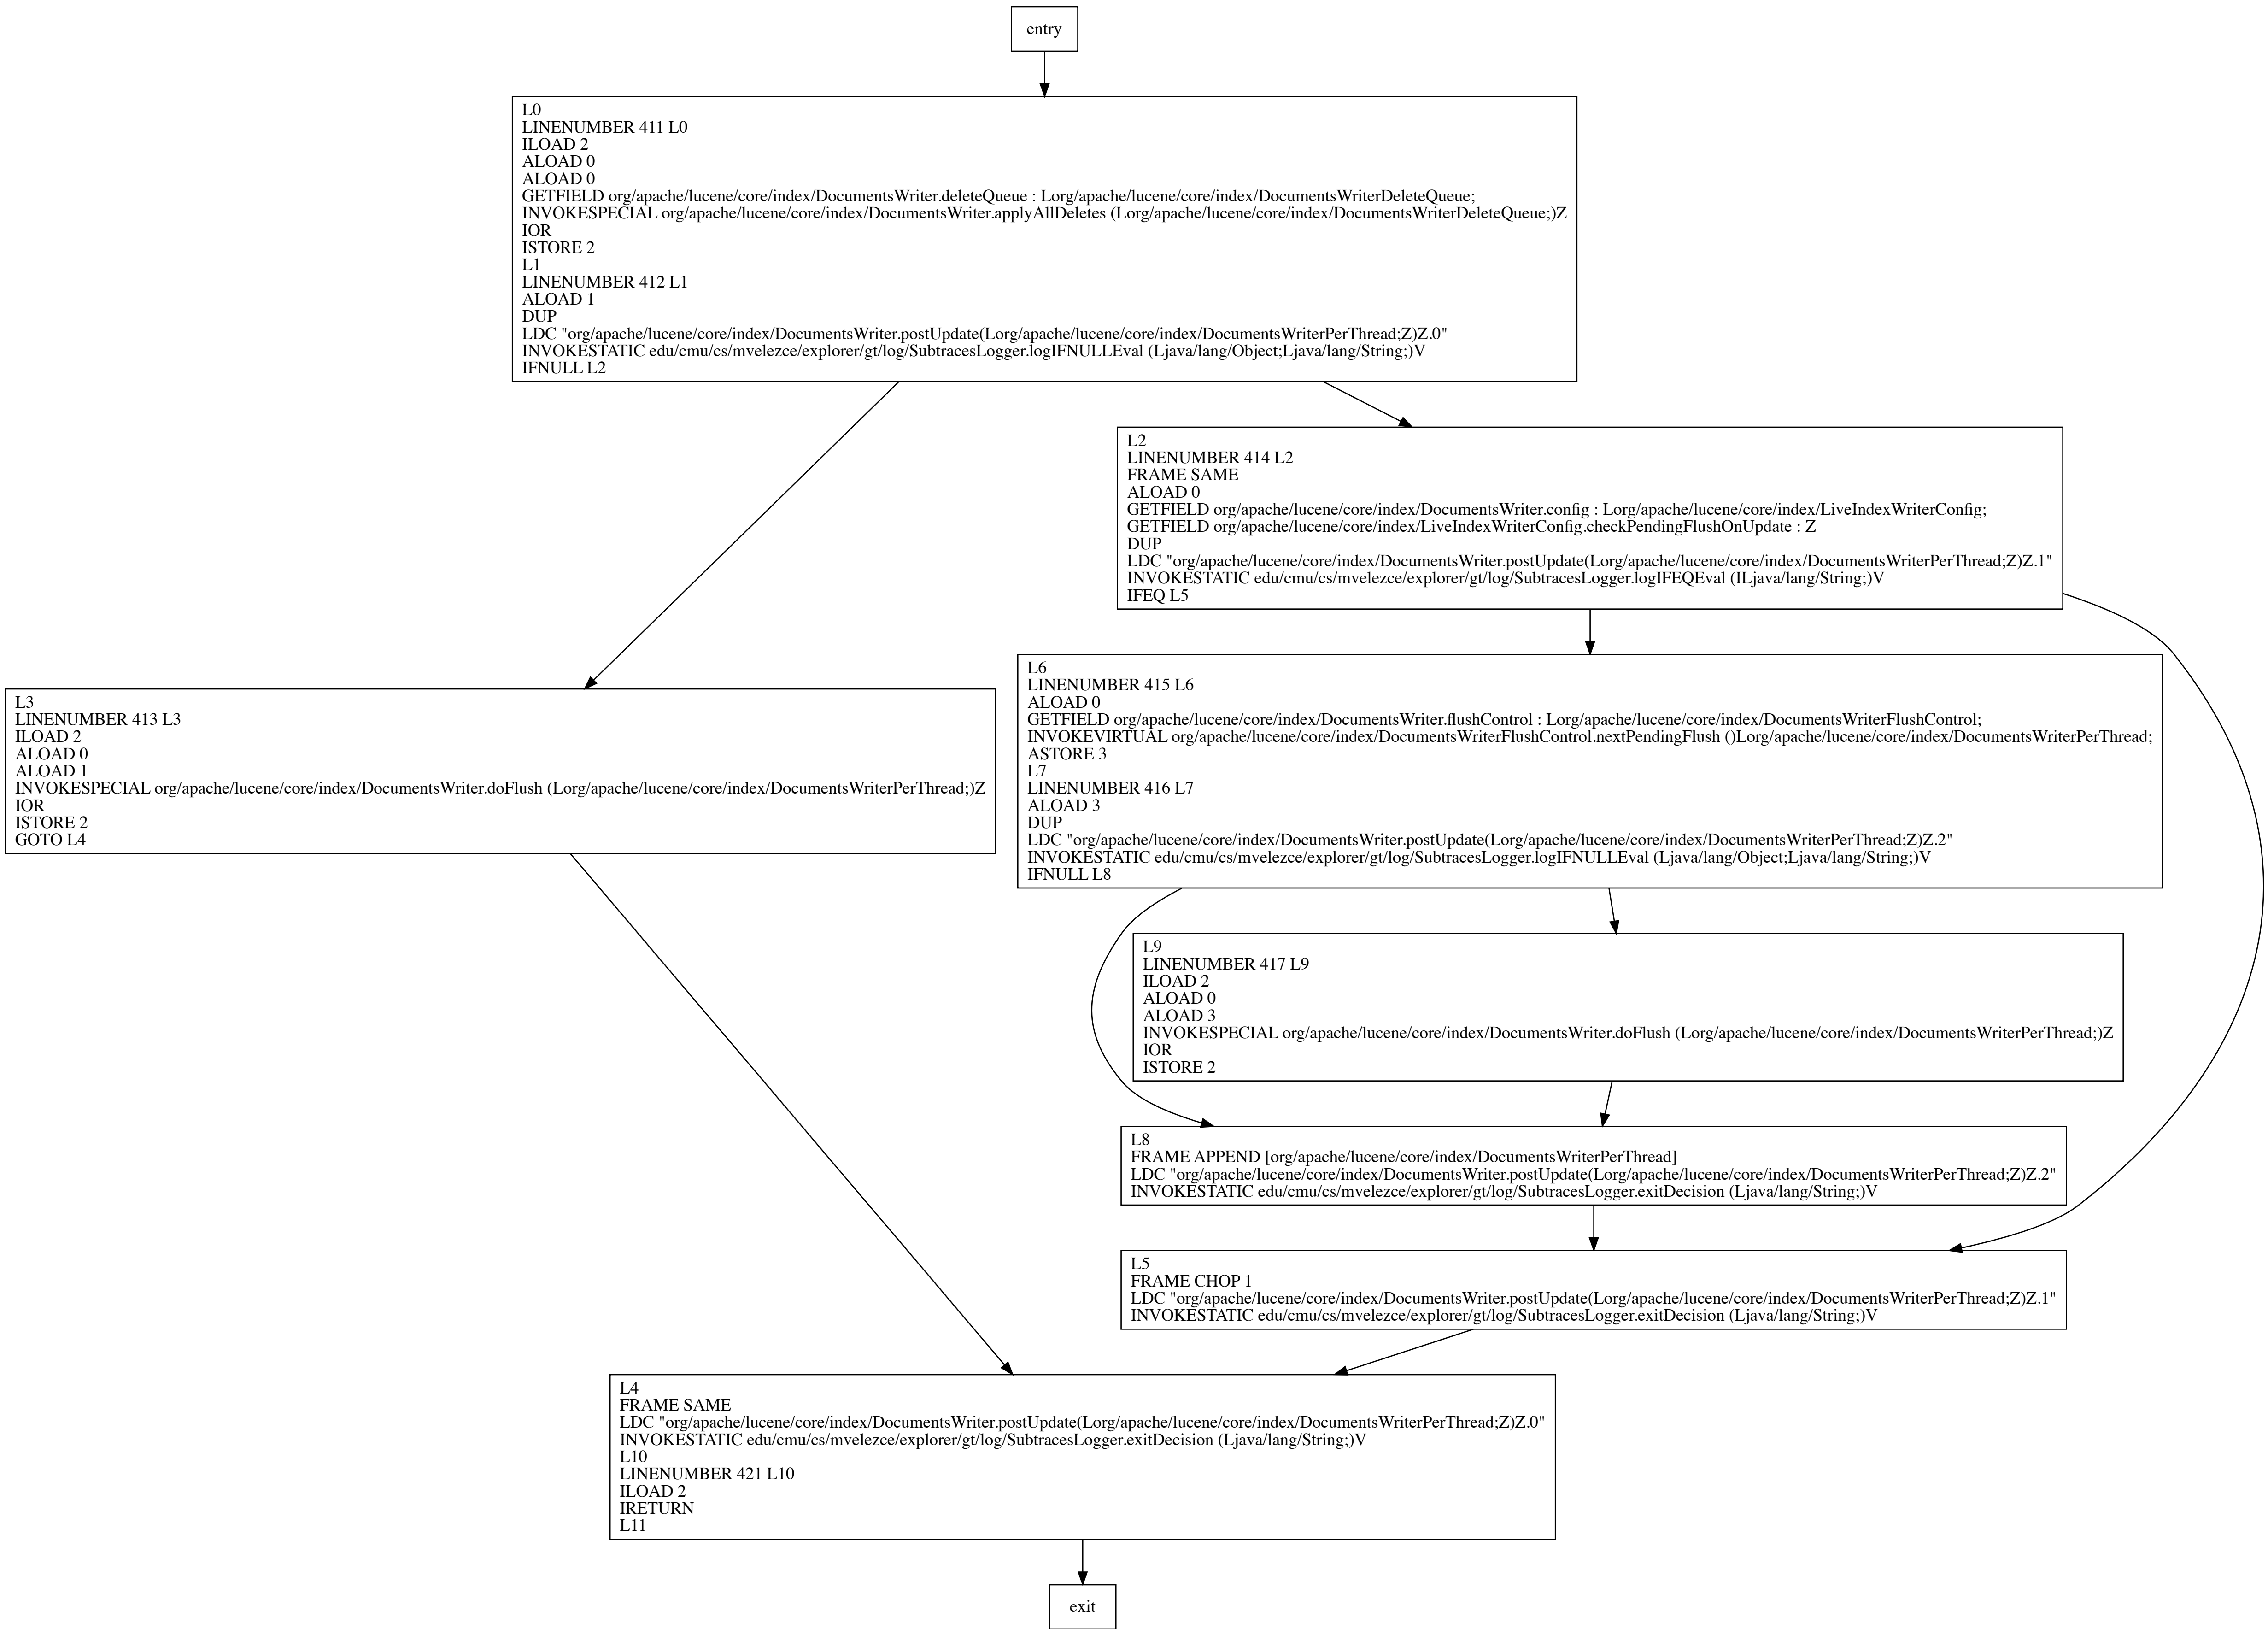 entry
L0
LINENUMBER 411 L0
ILOAD 2
ALOAD 0
ALOAD 0
GETFIELD org/apache/lucene/core/index/DocumentsWriter.deleteQueue : Lorg/apache/lucene/core/index/DocumentsWriterDeleteQueue;
INVOKESPECIAL org/apache/lucene/core/index/DocumentsWriter.applyAllDeletes (Lorg/apache/lucene/core/index/DocumentsWriterDeleteQueue;)Z
IOR
ISTORE 2
L1
LINENUMBER 412 L1
ALOAD 1
DUP
LDC "org/apache/lucene/core/index/DocumentsWriter.postUpdate(Lorg/apache/lucene/core/index/DocumentsWriterPerThread;Z)Z.0"
INVOKESTATIC edu/cmu/cs/mvelezce/explorer/gt/log/SubtracesLogger.logIFNULLEval (Ljava/lang/Object;Ljava/lang/String;)V
IFNULL L2
L2
LINENUMBER 414 L2
FRAME SAME
ALOAD 0
GETFIELD org/apache/lucene/core/index/DocumentsWriter.config : Lorg/apache/lucene/core/index/LiveIndexWriterConfig;
GETFIELD org/apache/lucene/core/index/LiveIndexWriterConfig.checkPendingFlushOnUpdate : Z
DUP
LDC "org/apache/lucene/core/index/DocumentsWriter.postUpdate(Lorg/apache/lucene/core/index/DocumentsWriterPerThread;Z)Z.1"
INVOKESTATIC edu/cmu/cs/mvelezce/explorer/gt/log/SubtracesLogger.logIFEQEval (ILjava/lang/String;)V
IFEQ L5
L3
LINENUMBER 413 L3
ILOAD 2
ALOAD 0
ALOAD 1
INVOKESPECIAL org/apache/lucene/core/index/DocumentsWriter.doFlush (Lorg/apache/lucene/core/index/DocumentsWriterPerThread;)Z
IOR
ISTORE 2
GOTO L4
L6
LINENUMBER 415 L6
ALOAD 0
GETFIELD org/apache/lucene/core/index/DocumentsWriter.flushControl : Lorg/apache/lucene/core/index/DocumentsWriterFlushControl;
INVOKEVIRTUAL org/apache/lucene/core/index/DocumentsWriterFlushControl.nextPendingFlush ()Lorg/apache/lucene/core/index/DocumentsWriterPerThread;
ASTORE 3
L7
LINENUMBER 416 L7
ALOAD 3
DUP
LDC "org/apache/lucene/core/index/DocumentsWriter.postUpdate(Lorg/apache/lucene/core/index/DocumentsWriterPerThread;Z)Z.2"
INVOKESTATIC edu/cmu/cs/mvelezce/explorer/gt/log/SubtracesLogger.logIFNULLEval (Ljava/lang/Object;Ljava/lang/String;)V
IFNULL L8
L9
LINENUMBER 417 L9
ILOAD 2
ALOAD 0
ALOAD 3
INVOKESPECIAL org/apache/lucene/core/index/DocumentsWriter.doFlush (Lorg/apache/lucene/core/index/DocumentsWriterPerThread;)Z
IOR
ISTORE 2
L8
FRAME APPEND [org/apache/lucene/core/index/DocumentsWriterPerThread]
LDC "org/apache/lucene/core/index/DocumentsWriter.postUpdate(Lorg/apache/lucene/core/index/DocumentsWriterPerThread;Z)Z.2"
INVOKESTATIC edu/cmu/cs/mvelezce/explorer/gt/log/SubtracesLogger.exitDecision (Ljava/lang/String;)V
L5
FRAME CHOP 1
LDC "org/apache/lucene/core/index/DocumentsWriter.postUpdate(Lorg/apache/lucene/core/index/DocumentsWriterPerThread;Z)Z.1"
INVOKESTATIC edu/cmu/cs/mvelezce/explorer/gt/log/SubtracesLogger.exitDecision (Ljava/lang/String;)V
L4
FRAME SAME
LDC "org/apache/lucene/core/index/DocumentsWriter.postUpdate(Lorg/apache/lucene/core/index/DocumentsWriterPerThread;Z)Z.0"
INVOKESTATIC edu/cmu/cs/mvelezce/explorer/gt/log/SubtracesLogger.exitDecision (Ljava/lang/String;)V
L10
LINENUMBER 421 L10
ILOAD 2
IRETURN
L11
exit